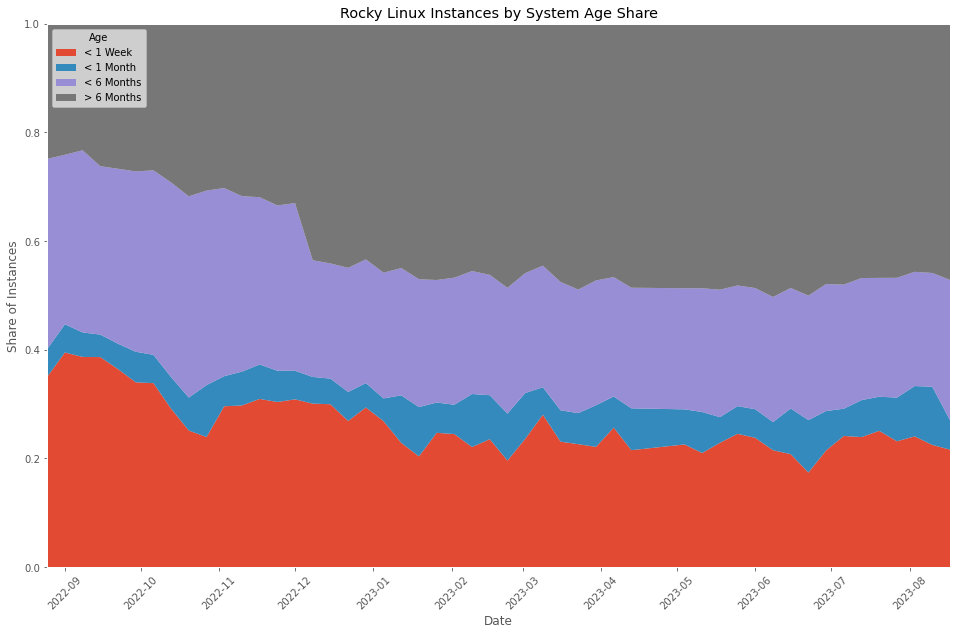 Rocky Linux Instances by System Age Share
Age
< 1 Week
< 1 Month
< 6 Months
> 6 Months
Share of Instances
1.0
0.8
0.6
0.4
0.2
0.0
2022-09
2022-10
2022-11
2022-12
2023-01
2023-02
2023-03
2023-04
2023-05
2023-06
2023-07
2023-08
Date